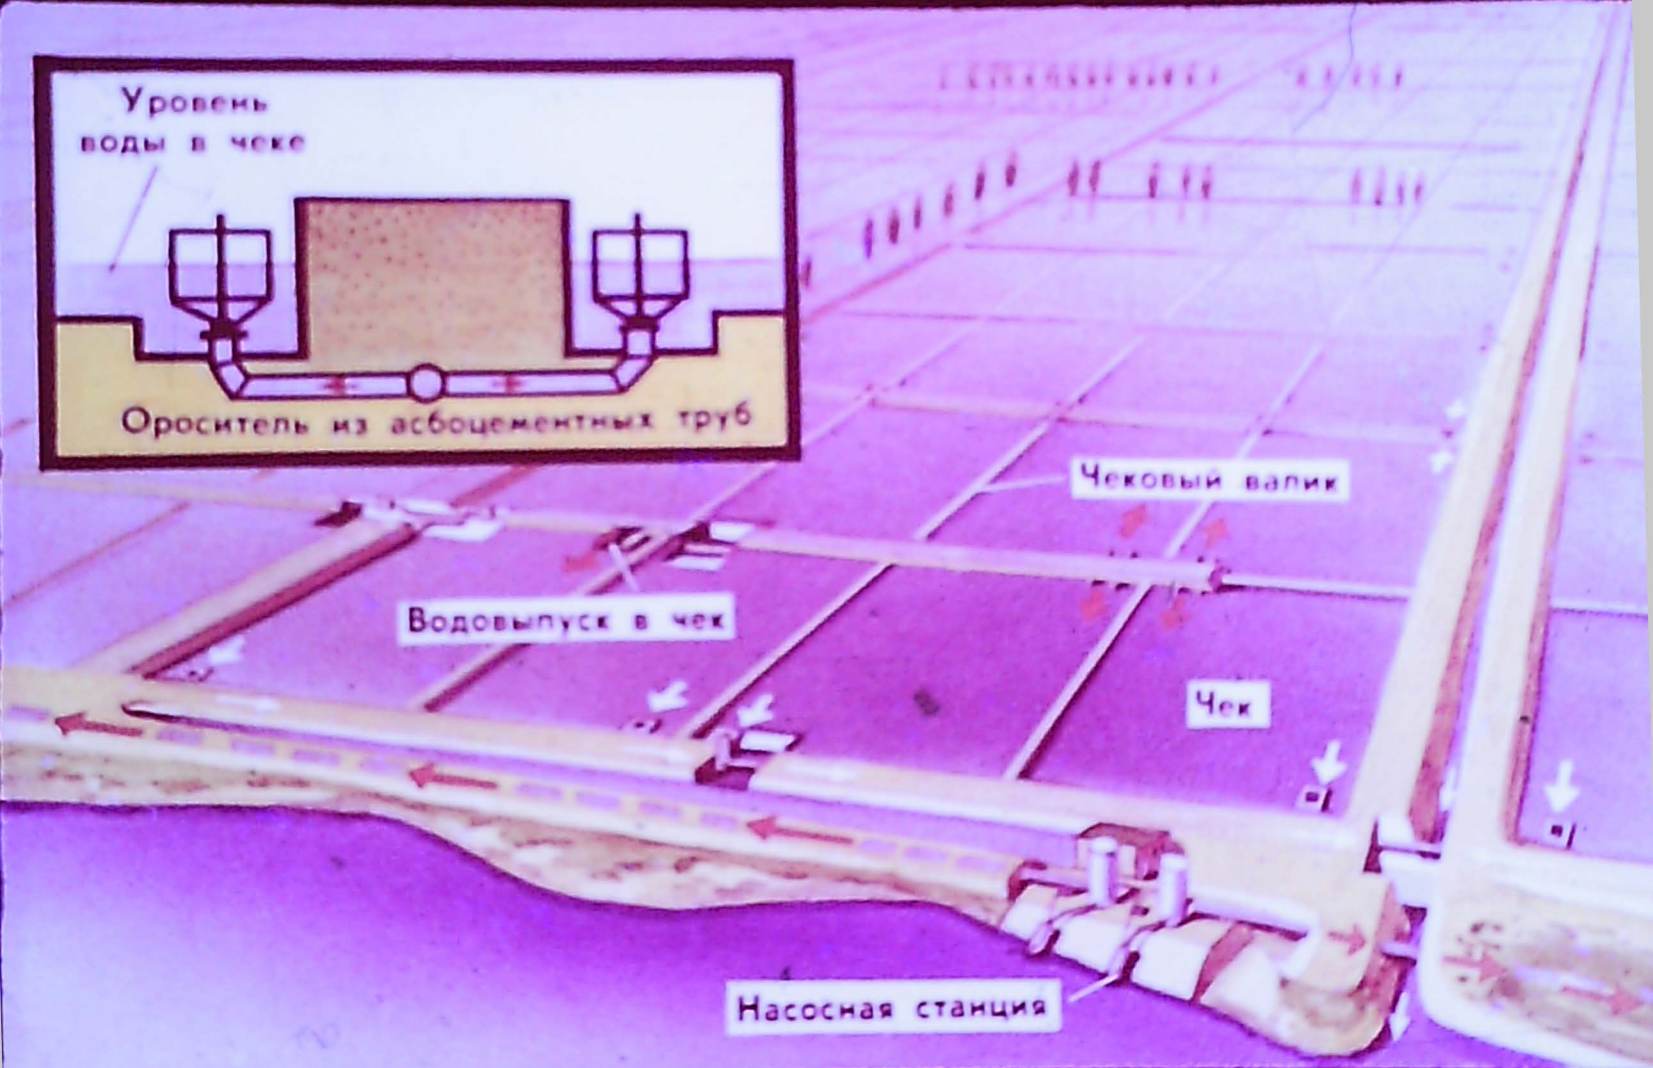 Уровень
воды в чеке
Ороситель из асбоцементных труб
Чековый валик
Водовыпуск в чек
Чек
Насосная станция